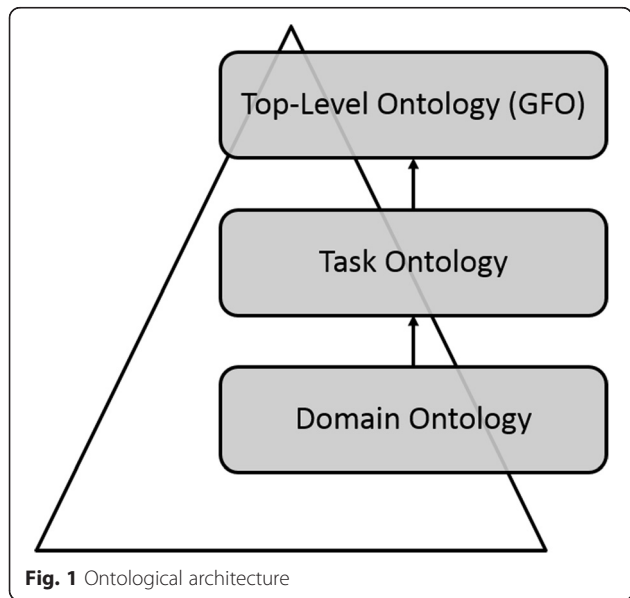 Top-Level Ontology (GFO)
Task Ontology
Domain Ontology
Fig. 1 Ontological architecture